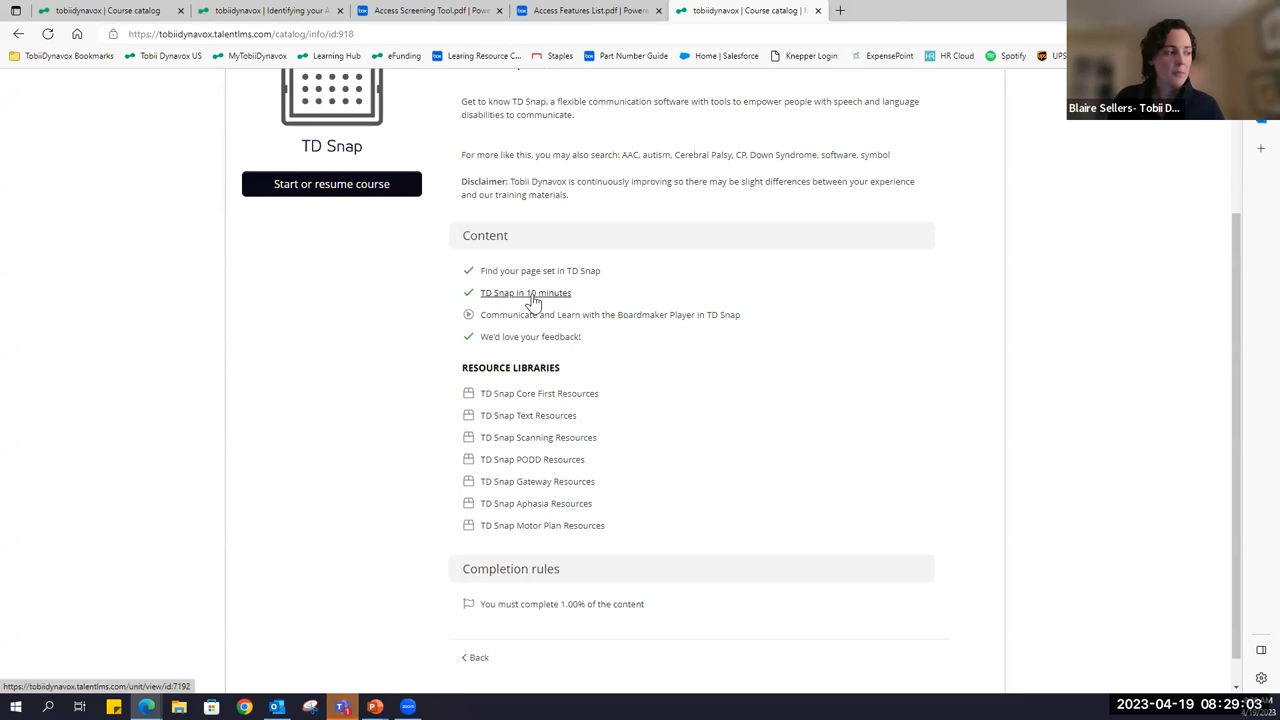 tobiidynavox | Course catalog
tobiidynavox | Identifying your A
Access Screening Tool.pdf | Powe
Access Features List.pdf | Powere
tobiidynavox | Course catalog | M
https://tobiidynavox.talentlms.com/catalog/info/id:918
TobiiDynavox Bookmarks
Tobii Dynavox US
MyTobiiDynavox
Learning Hub
eFunding
Learing Resource C...
Staples
Part Number Guide
Home | Salesforce
Knepper Login
ExpensePoint
HR Cloud
Spotify
UPS
Blaire Sellers- Tobii D...
TD Snap
Start or resume course
Get to know TD Snap, a flexible communication software with tools to empower people with speech and language
disabilities to communicate.
For more like this, you may also search: AAC, autism, Cerebral Palsy, CP, Down Syndrome, software, symbol
Disclaimer: Tobii Dynavox is continuously improving so there may be slight differences between your experience
and our training materials.
Content
Find your page set in TD Snap
TD Snap in 10 minutes
Communicate and Learn with the Boardmaker Player in TD Snap
We'd love your feedback!
RESOURCE LIBRARIES
TD Snap Core First Resources
TD Snap Text Resources
TD Snap Scanning Resources
TD Snap PODD Resources
TD Snap Gateway Resources
TD Snap Aphasia Resources
TD Snap Motor Plan Resources
Completion rules
You must complete 1.00% of the content
Back
https://tobiidynavox.talentlms.com/unit/view/id:7192
2023-04-19 08:29:03